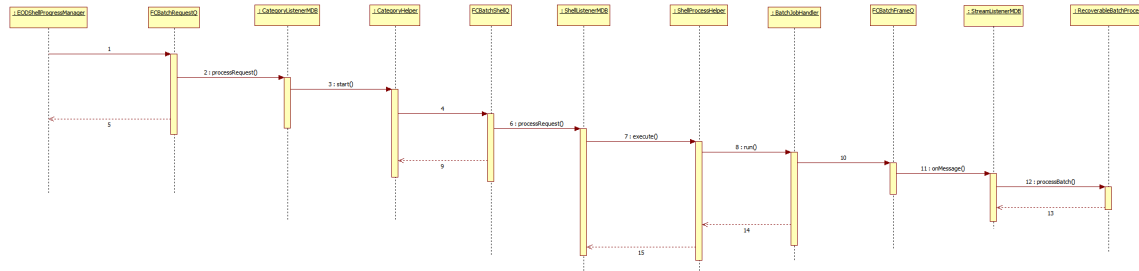 : EODShellProgressManager
FCBatchRequestQ
: CategoryListenerMDB
: CategoryHelper
FCBatchShellQ
: ShellListenerMDB
: ShellProcessHelper
: BatchJobHandler
FCBatchFrameQ
: StreamListenerMDB
: RecoverableBatchProce
1
2 : processRequest()
3 : start()
4
5
6 : processRequest()
7 : execute()
8 : run()
9
10
11 : onMessage()
12 : processBatch()
13
14
15